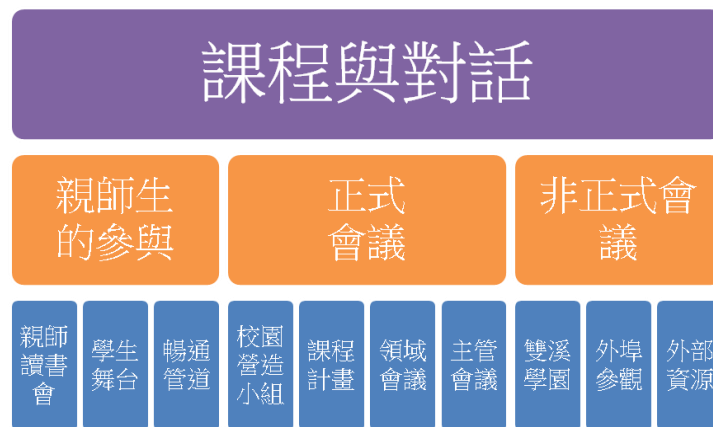 課程與對話
親師生
的參與
正式
會議
非正式會
議
親師
讀書
會
學生
舞台
暢通
管道
校園
營造
小組
課程
計畫
領域
會議
主管
會議
雙溪
學園
外埠
參觀
外部
資源